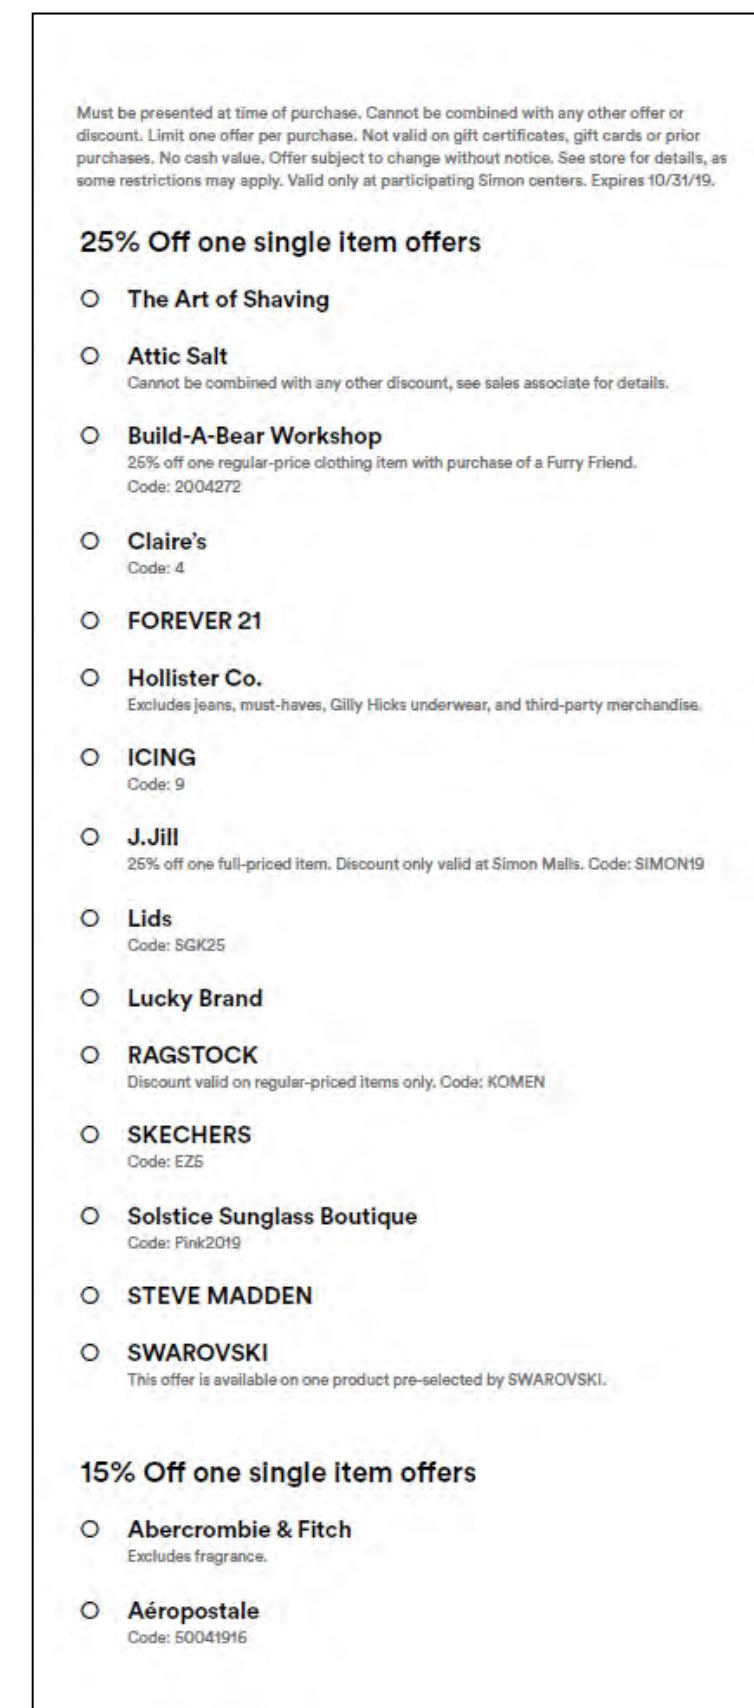 Must be presented at time of purchase. Cannot be combined with any other offer or
discount. Limit one offer per purchase. Not valid on gift certificates, gift cards or prior
purchases. No cash value. Offer subject to change without notice. See store for details, as
some restrictions may apply. Valid only at participating Simon centers. Expires 10/31/19.
25% Off one single item offers
The Art of Shaving
Attic Salt
Cannot be combined with any other discount, see sales associate for details.
Build-A-Bear Workshop
25% off one regular-price clothing item with purchase of a Furry Friend.
Code: 2004272
Claire's
Code: 4
FOREVER 21
Hollister Co.
Excludes jeans, must-haves, Gilly Hicks underwear, and third-party merchandise.
ICING
Code: 9
J.Jill
25% off one full-priced item. Discount only valid at Simon Malls. Code: SIMON19
Lids
Code: SGK25
Lucky Brand
RAGSTOCK
Discount valid on regular-priced items only. Code: KOMEN
SKECHERS
Code: EZ5
Solstice Sunglass Boutique
Code: Pink2019
STEVE MADDEN
SWAROVSKI
This offer is available on one product pre-selected by SWAROVSKI.
15% Off one single item offers
Abercrombie & Fitch
Excludes fragrance.
Aéropostale
Code: 50041916